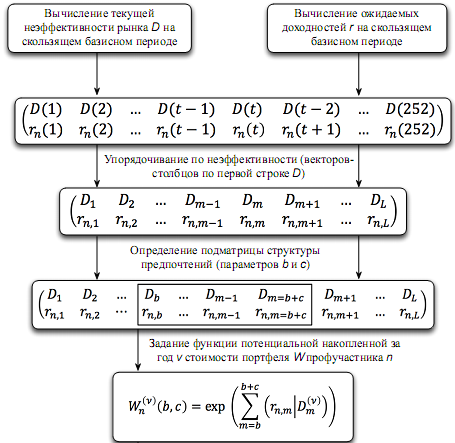 Вычисление текущей
неэффективности рынка D на
скользящем базисном периоде
Вычисление ожидаемых
доходностей r на скользящем
базисном периоде
D(1) D(2) ... D(t − 1) D(t) D(t − 2) ... D(252)
rₙ(1) rₙ(2) ... rₙ(t − 1) rₙ(t) rₙ(t + 1) ... rₙ(252)
Упорядочивание по неэффективности (векторов-
столбцов по первой строке D)
D₁ D₂ ... Dₘ₋₁ Dₘ Dₘ₊₁ ... D_L
rₙ,₁ rₙ,₂ ... rₙ,ₘ₋₁ rₙ,ₘ rₙ,ₘ₊₁ ... rₙ,L
Определение подматрицы структуры
предпочтений (параметров b и c)
D₁ D₂ ... D_b ... Dₘ₋₁ D_m=b+c Dₘ₊₁ ... D_L
rₙ,₁ rₙ,₂ ... rₙ,b ... rₙ,ₘ₋₁ rₙ,m=b+c rₙ,ₘ₊₁ ... rₙ,L
Задание функции потенциальной накопленной за
год v стоимости портфеля W профучастника n
Wₙ⁽ᵛ⁾(b, c) = exp (∑_{m=b}^{b+c} (rₙ,ₘ|Dₘ⁽ᵛ⁾))